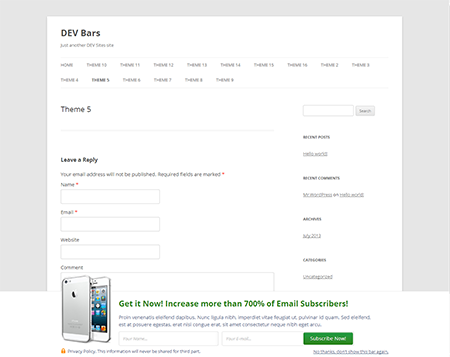 DEV Bars
Just another DEV Sites site
HOME THEME 10 THEME 11 THEME 12 THEME 13 THEME 14 THEME 15 THEME 16 THEME 2 THEME 3
THEME 4 THEME 5 THEME 6 THEME 7 THEME 8 THEME 9
Theme 5
Search
RECENT POSTS
Hello world!
Leave a Reply
Your email address will not be published. Required fields are marked *
RECENT COMMENTS
Name *
Mr WordPress on Hello world!
Email *
ARCHIVES
July 2013
Website
CATEGORIES
Comment
Uncategorized
Get it Now! Increase more than 700% of Email Subscribers!
Proin venenatis eleifend dapibus. Nunc ligula nibh, imperdiet vitae feugiat ut, pulvinar id quam. Sed eleifend,
est at posuere egestas, erat nisl congue erat, sit amet consectetur neque nibh eget arcu.
Your Name... Your E-mail... Subscribe Now!
Privacy Policy. This information will never be shared for third part.
No thanks, don't show this bar again.